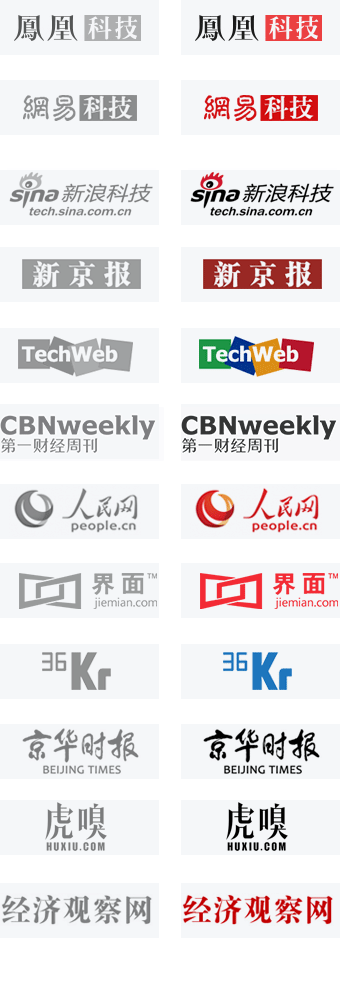 鳳凰科技 鳳凰科技
網易科技 網易科技
sina新浪科技 sina新浪科技
tech.sina.com.cn tech.sina.com.cn
新京报 新京报
TechWeb TechWeb
CBNweekly CBNweekly
第一财经周刊 第一财经周刊
人民网 人民网
people.cn people.cn
界面™ 界面™
jiemian.com jiemian.com
36Kr 36Kr
京华时报 京华时报
BEIJING TIMES BEIJING TIMES
虎嗅 虎嗅
HUXIU.COM HUXIU.COM
经济观察网 经济观察网